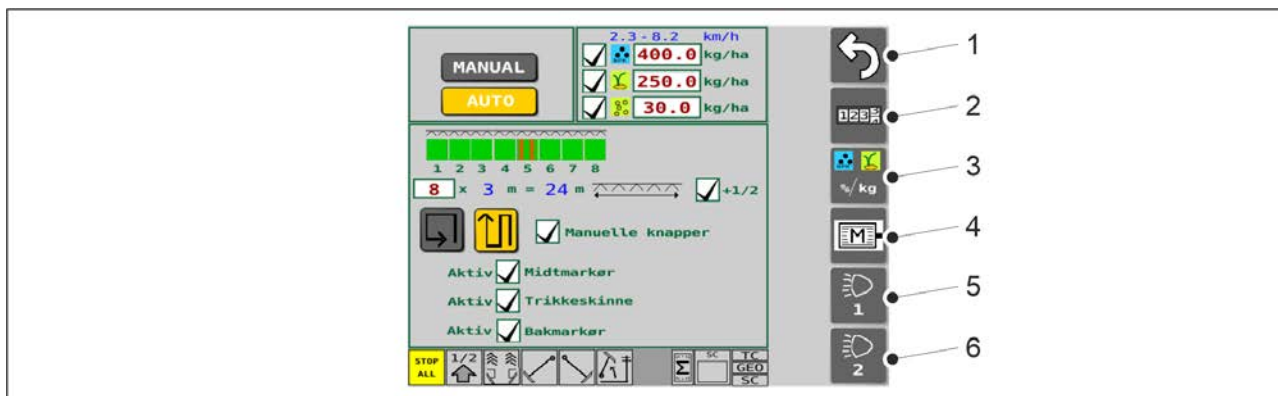 2.3 - 8.2 km/h
MANUAL
AUTO
400.0 kg/ha
250.0 kg/ha
30.0 kg/ha
1 2 3 4 5 6 7 8
8 x 3 m = 24 m +1/2
Manuelle knapper
Aktiv Midtmarkør
Aktiv Trikkeskinne
Aktiv Bakmarkør
STOP
ALL
1/2
Σ
SC
TC
GEO
SC
1
123
2
%/kg
3
M
4
1
5
2
6